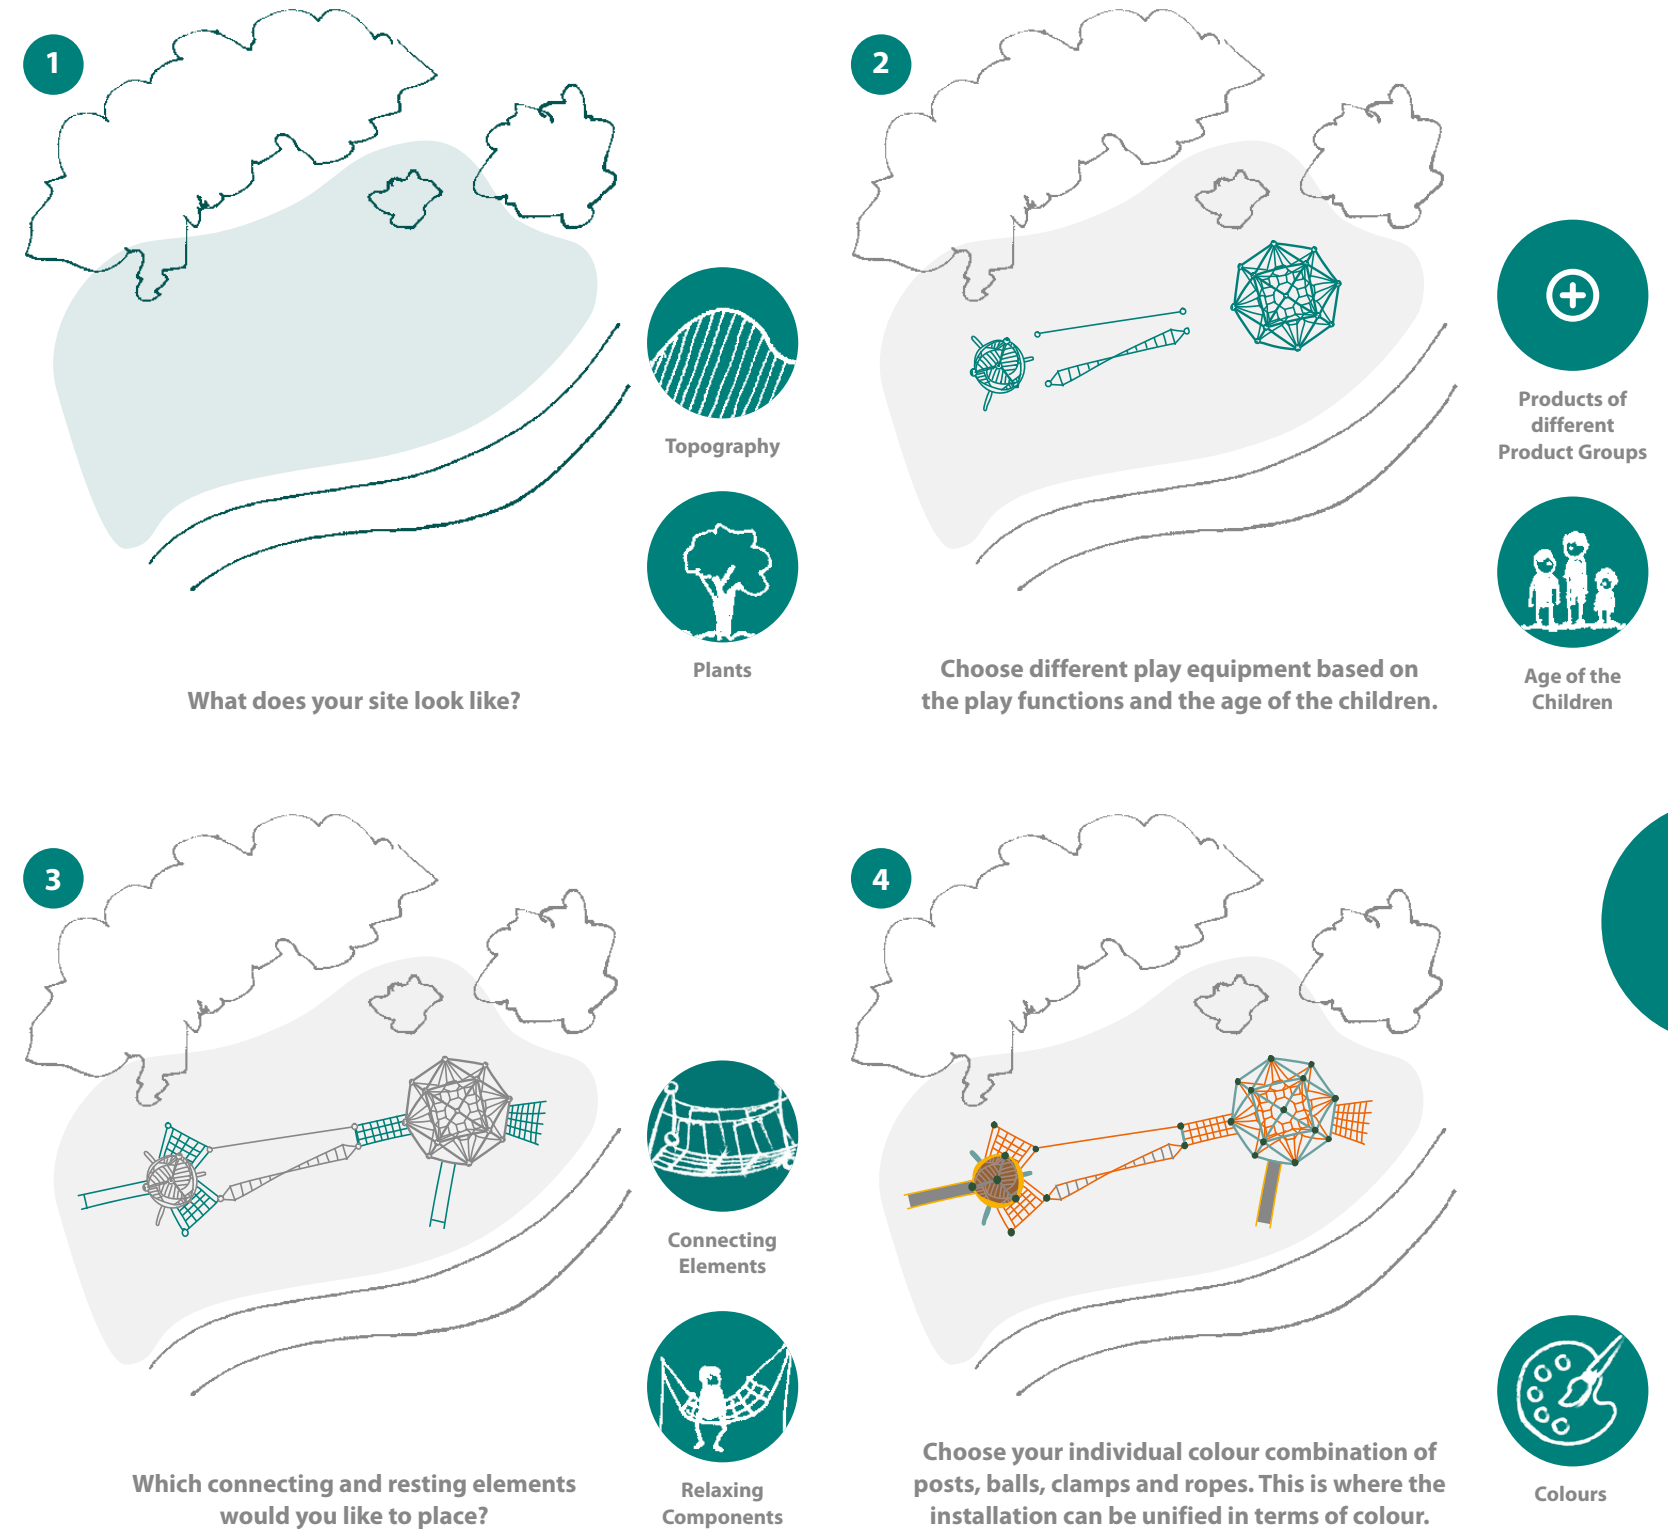 1
Topography
Plants
What does your site look like?
2
Products of
different
Product Groups
Age of the
Children
Choose different play equipment based on
the play functions and the age of the children.
3
Connecting
Elements
Relaxing
Components
Which connecting and resting elements
would you like to place?
4
Colours
Choose your individual colour combination of
posts, balls, clamps and ropes. This is where the
installation can be unified in terms of colour.